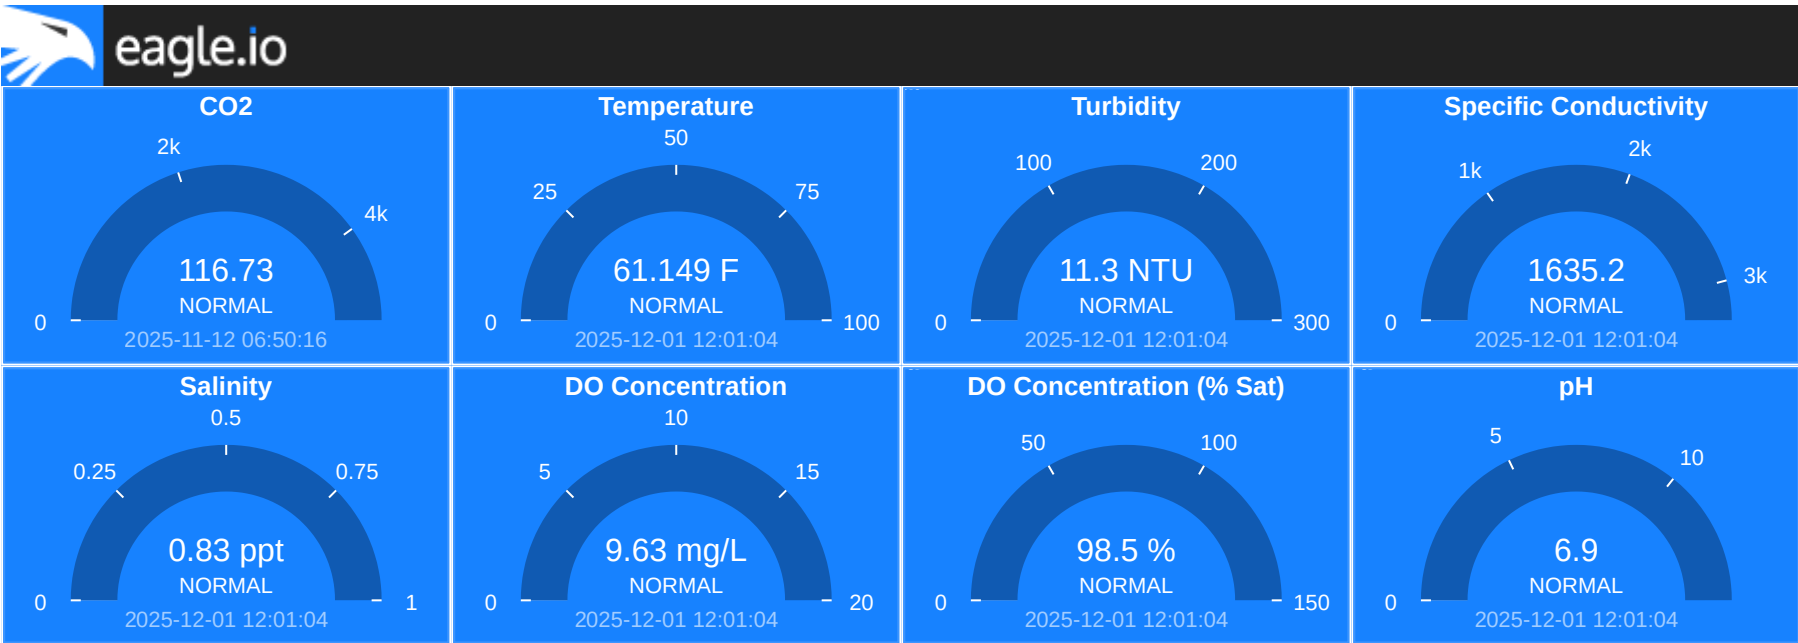 eagle.io
CO2
2k
4k
116.73
NORMAL
0
2025-11-12 06:50:16
Temperature
50
25
75
61.149 F
NORMAL
0
100
2025-12-01 12:01:04
Turbidity
100
200
11.3 NTU
NORMAL
0
300
2025-12-01 12:01:04
Specific Conductivity
2k
1k
3k
1635.2
NORMAL
0
2025-12-01 12:01:04
Salinity
0.5
0.25
0.75
0.83 ppt
NORMAL
0
1
2025-12-01 12:01:04
DO Concentration
10
5
15
9.63 mg/L
NORMAL
0
20
2025-12-01 12:01:04
DO Concentration (% Sat)
50
100
98.5 %
NORMAL
0
150
2025-12-01 12:01:04
pH
5
10
6.9
NORMAL
0
2025-12-01 12:01:04